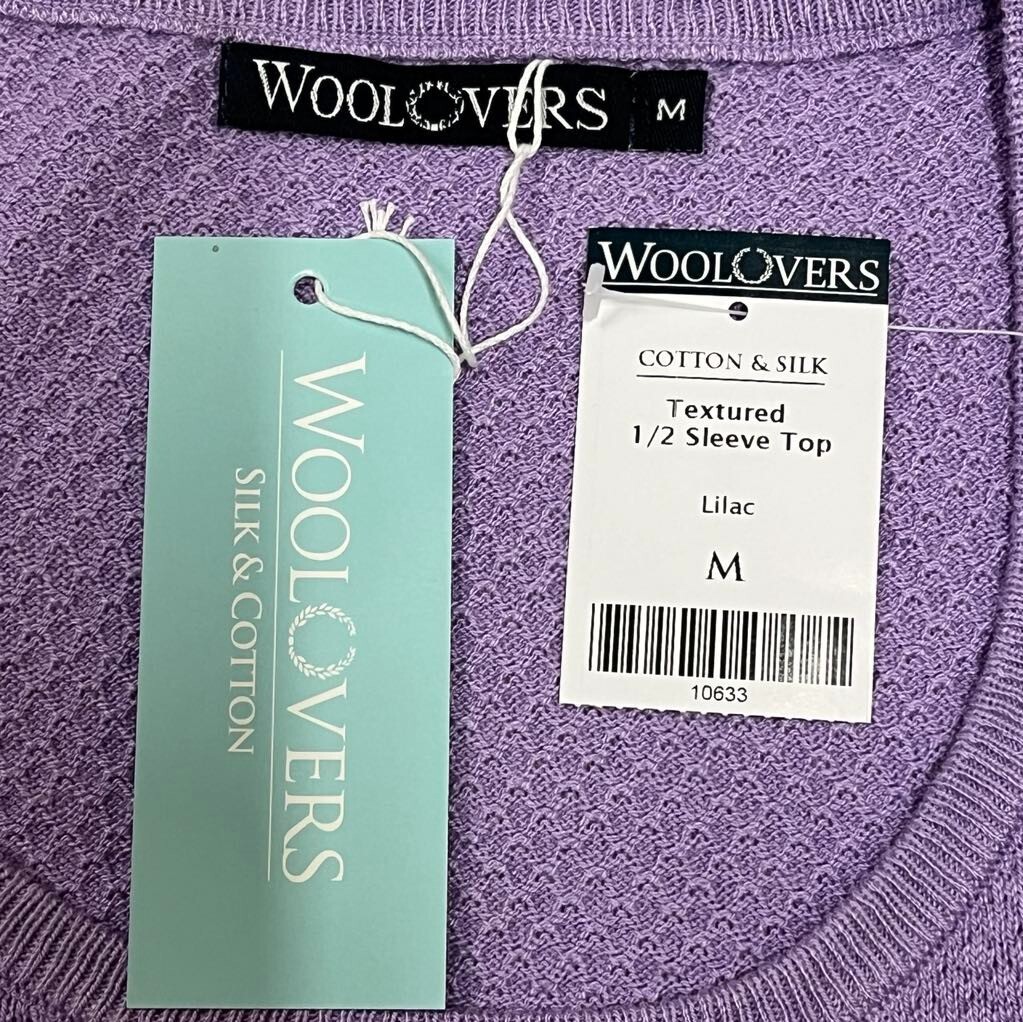 WOOLOVERS M
WOOLOVERS
SILK & COTTON
WOOLOVERS
COTTON & SILK
Textured
1/2 Sleeve Top
Lilac
M
10633